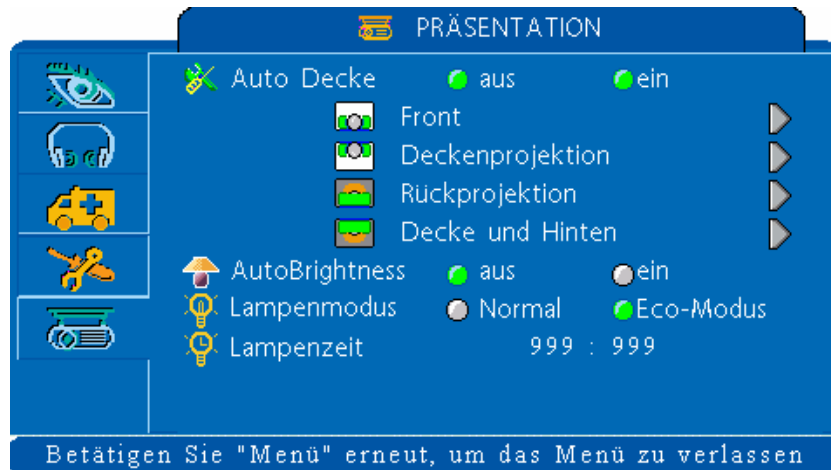 PRÄSENTATION
Auto Decke aus ein
Front
Deckenprojektion
Rückprojektion
Decke und Hinten
AutoBrightness aus ein
Lampenmodus Normal Eco-Modus
Lampenzeit 999 : 999
Betätigen Sie "Menü" erneut, um das Menü zu verlassen